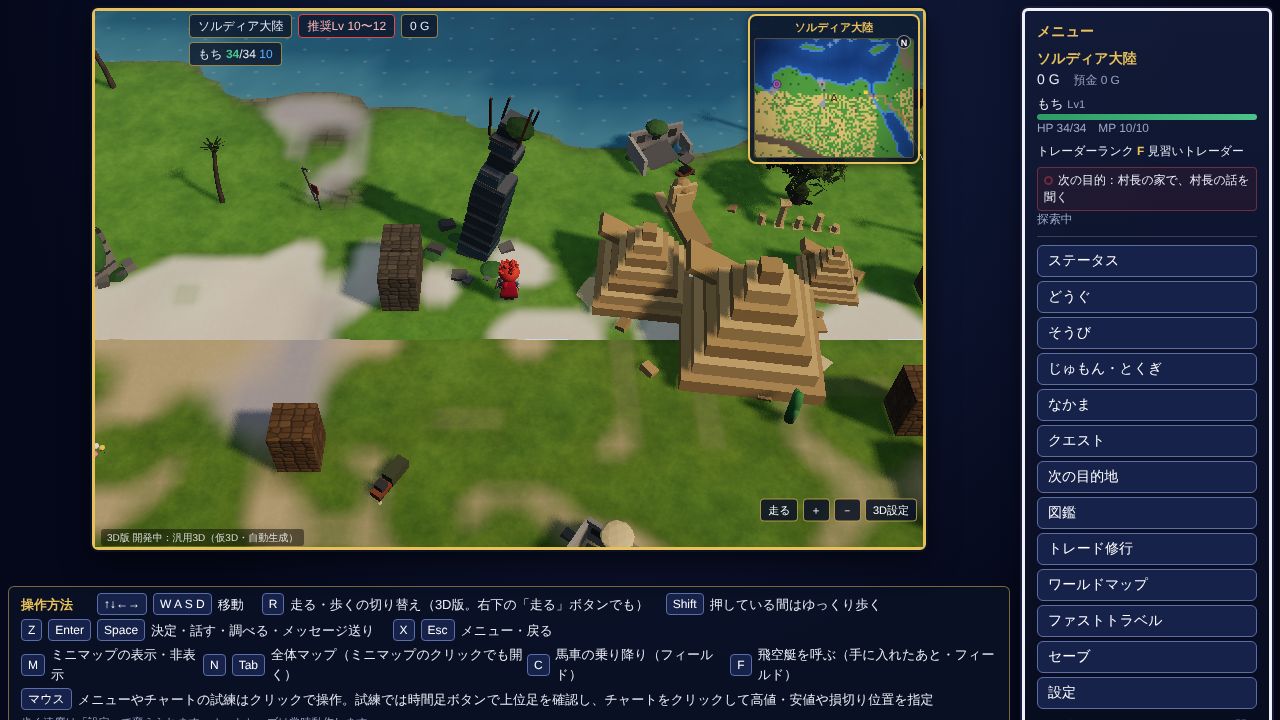 ソルディア大陸 推奨Lv 10〜12 0 G
もち 34/34 10
ソルディア大陸
N
走る + − 3D設定
3D版 開発中：汎用3D（仮3D・自動生成）
メニュー
ソルディア大陸
0 G 預金 0 G
もち Lv1
HP 34/34 MP 10/10
トレーダーランク F 見習いトレーダー
次の目的：村長の家で、村長の話を
聞く
探索中
ステータス
どうぐ
そうび
じゅもん・とくぎ
なかま
クエスト
次の目的地
図鑑
トレード修行
ワールドマップ
ファストトラベル
セーブ
設定
操作方法 ↑↓←→ W A S D 移動 R 走る・歩くの切り替え（3D版。右下の「走る」ボタンでも） Shift 押している間はゆっくり歩く
Z Enter Space 決定・話す・調べる・メッセージ送り X Esc メニュー・戻る
M ミニマップの表示・非表示 N Tab 全体マップ（ミニマップのクリックでも開く） C 馬車の乗り降り（フィールド） F 飛空艇を呼ぶ（手に入れたあと・フィールド）
マウス メニューやチャートの試練はクリックで操作。試練では時間足ボタンで上位足を確認し、チャートをクリックして高値・安値や損切り位置を指定